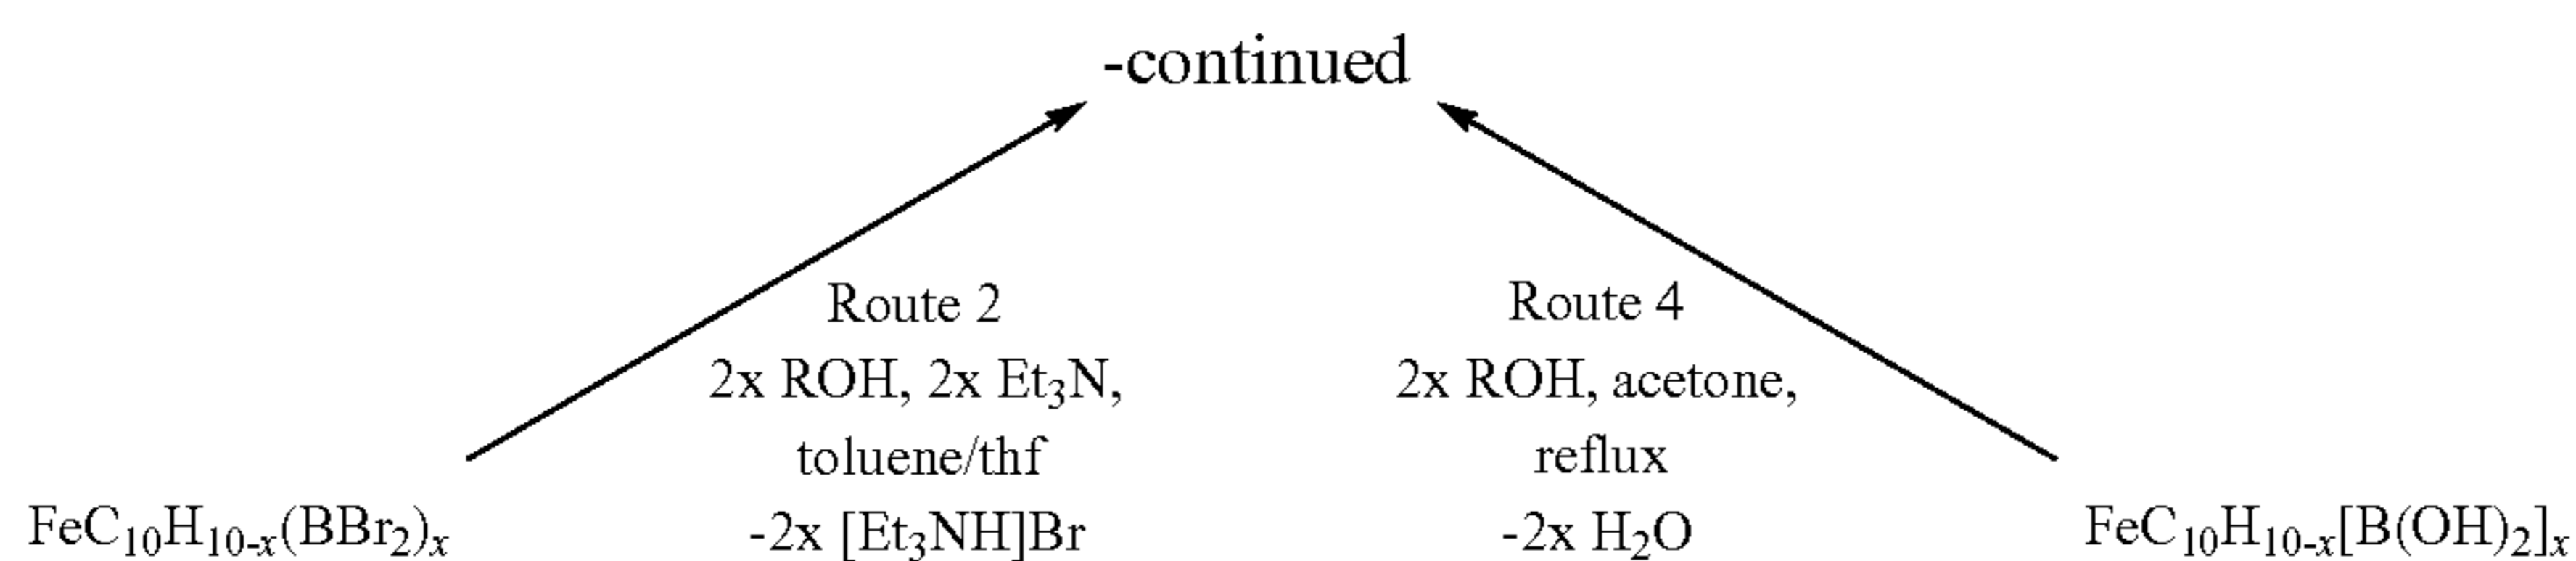 -continued
Route 2
2x ROH, 2x Et₃N,
toluene/thf
-2x [Et₃NH]Br
Route 4
2x ROH, acetone,
reflux
-2x H₂O
FeC₁₀H₁₀₋ₓ(BBr₂)ₓ
FeC₁₀H₁₀₋ₓ[B(OH)₂]ₓ